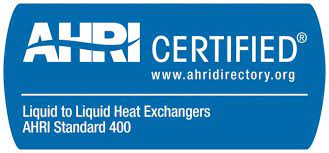 AHRI CERTIFIED®
www.ahridirectory.org
Liquid to Liquid Heat Exchangers
AHRI Standard 400